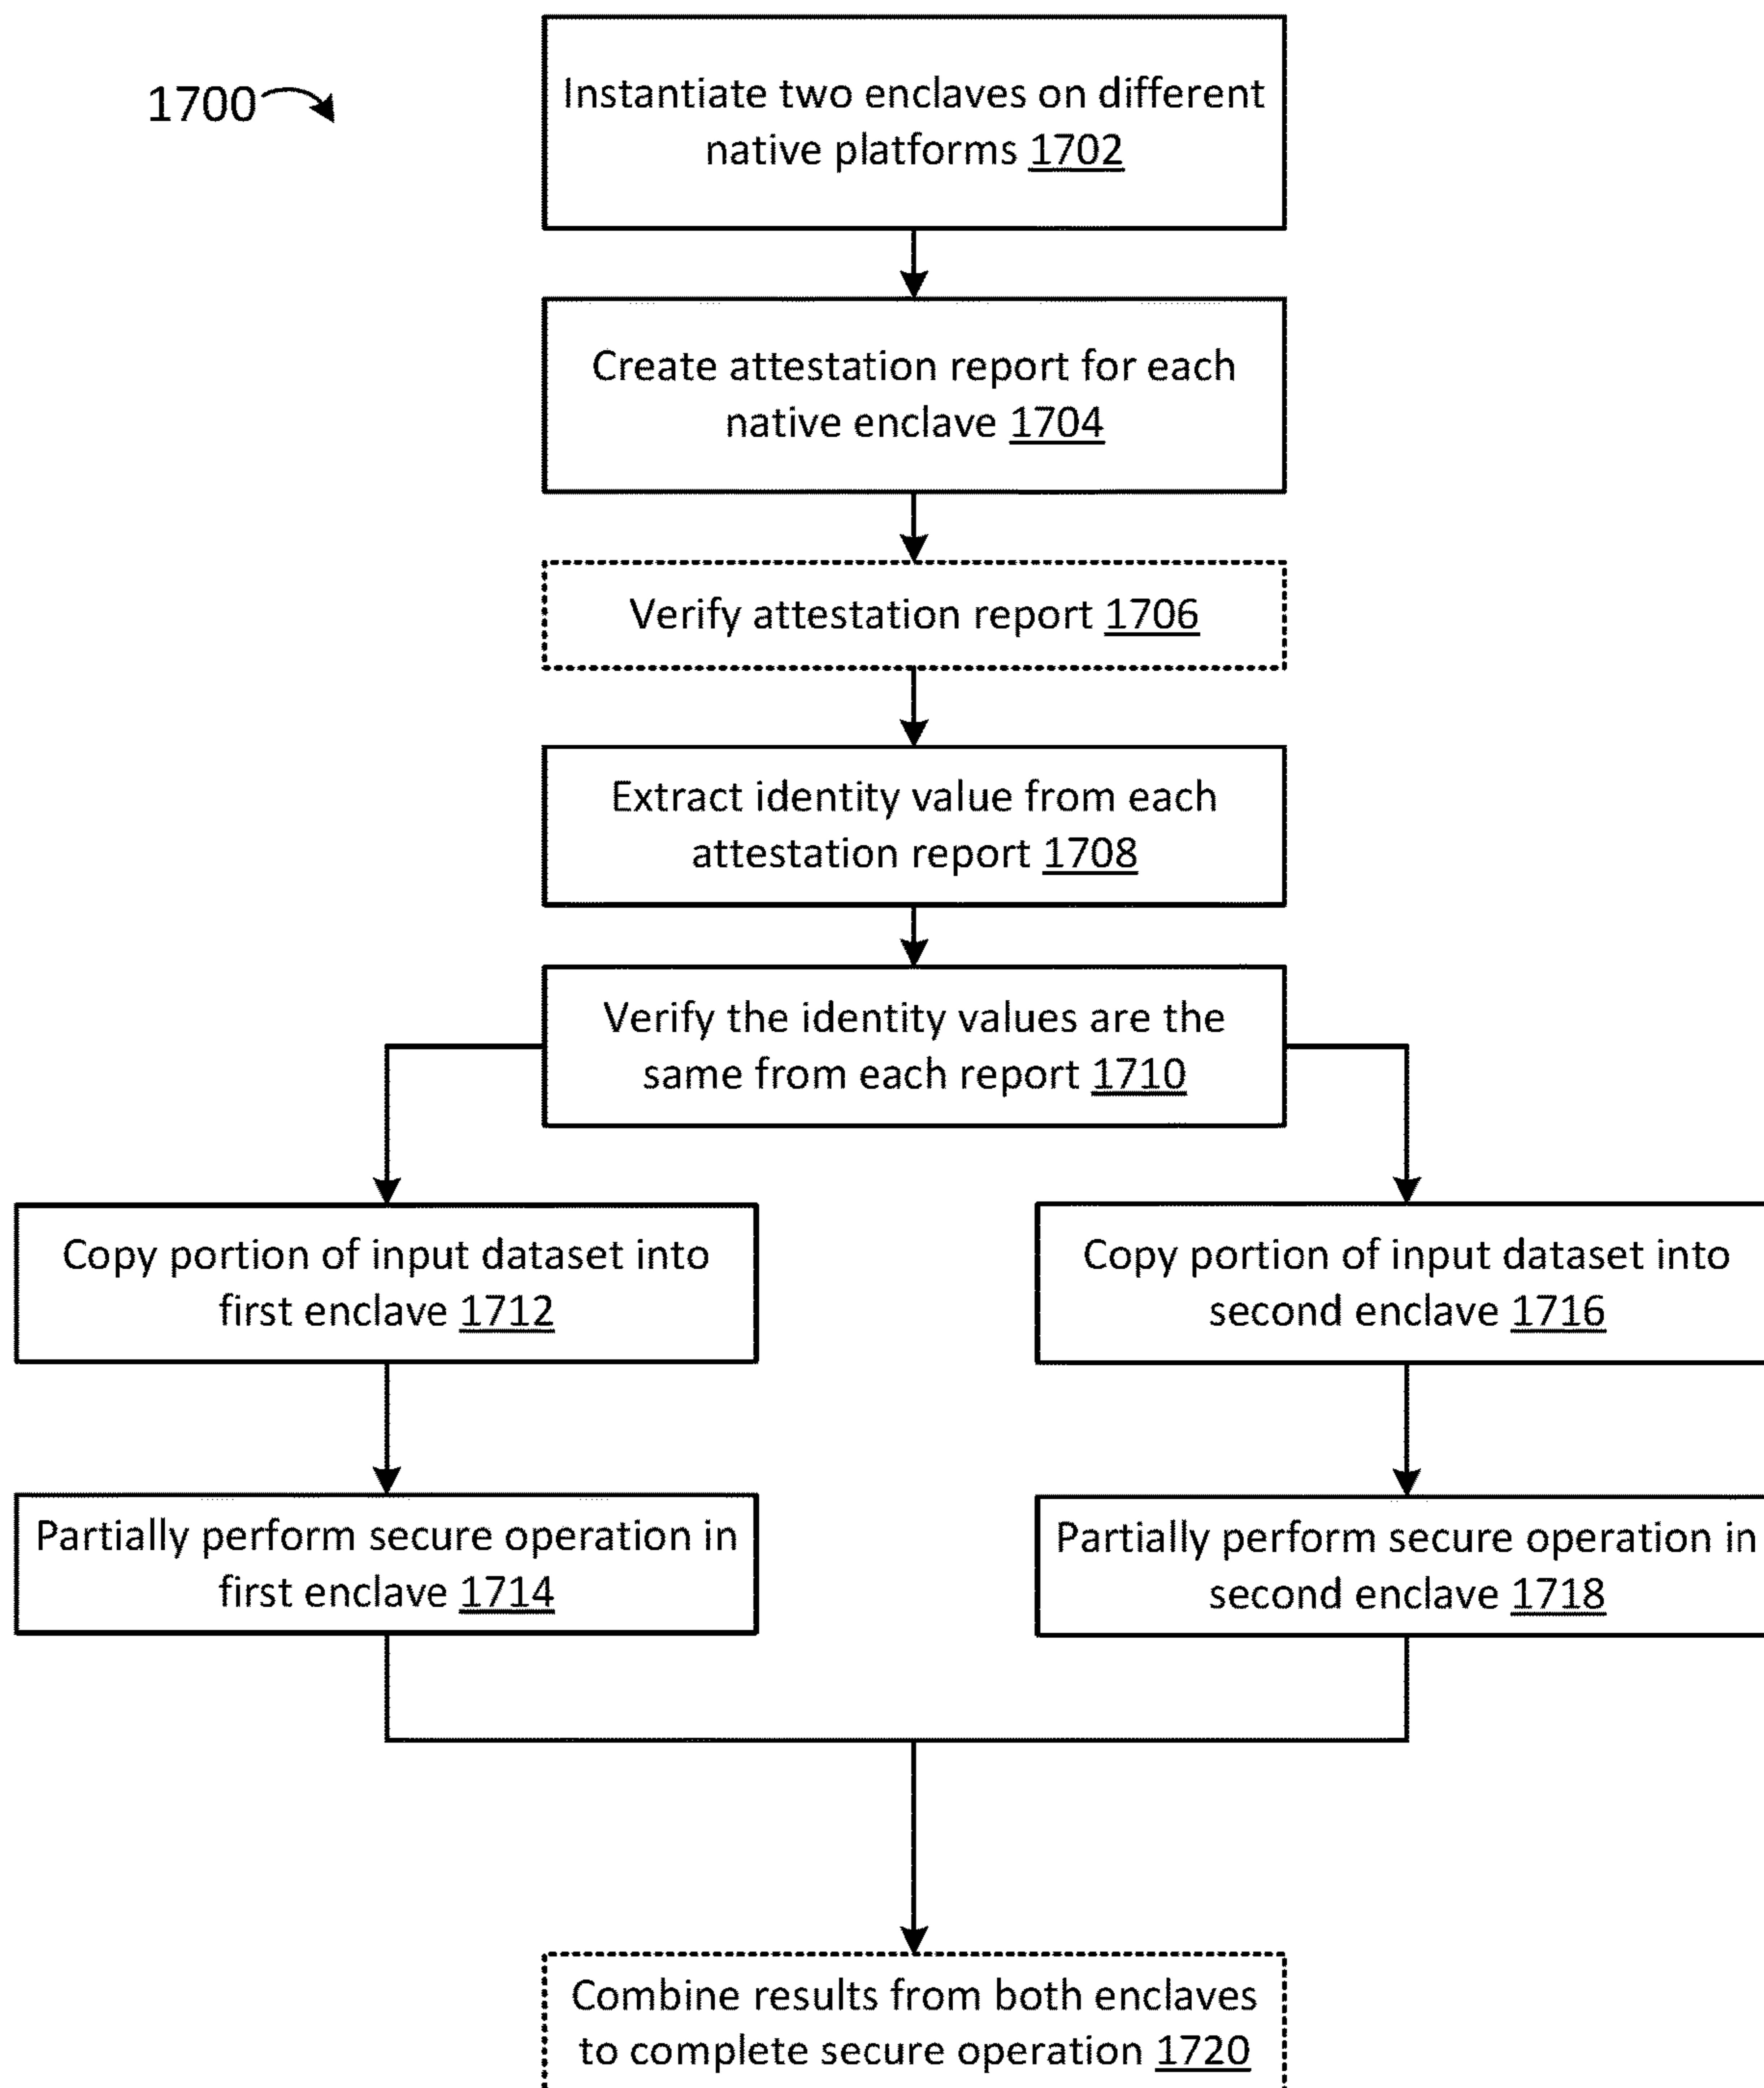 1700
Instantiate two enclaves on different
native platforms 1702
Create attestation report for each
native enclave 1704
Verify attestation report 1706
Extract identity value from each
attestation report 1708
Verify the identity values are the
same from each report 1710
Copy portion of input dataset into
first enclave 1712
Copy portion of input dataset into
second enclave 1716
Partially perform secure operation in
first enclave 1714
Partially perform secure operation in
second enclave 1718
Combine results from both enclaves
to complete secure operation 1720